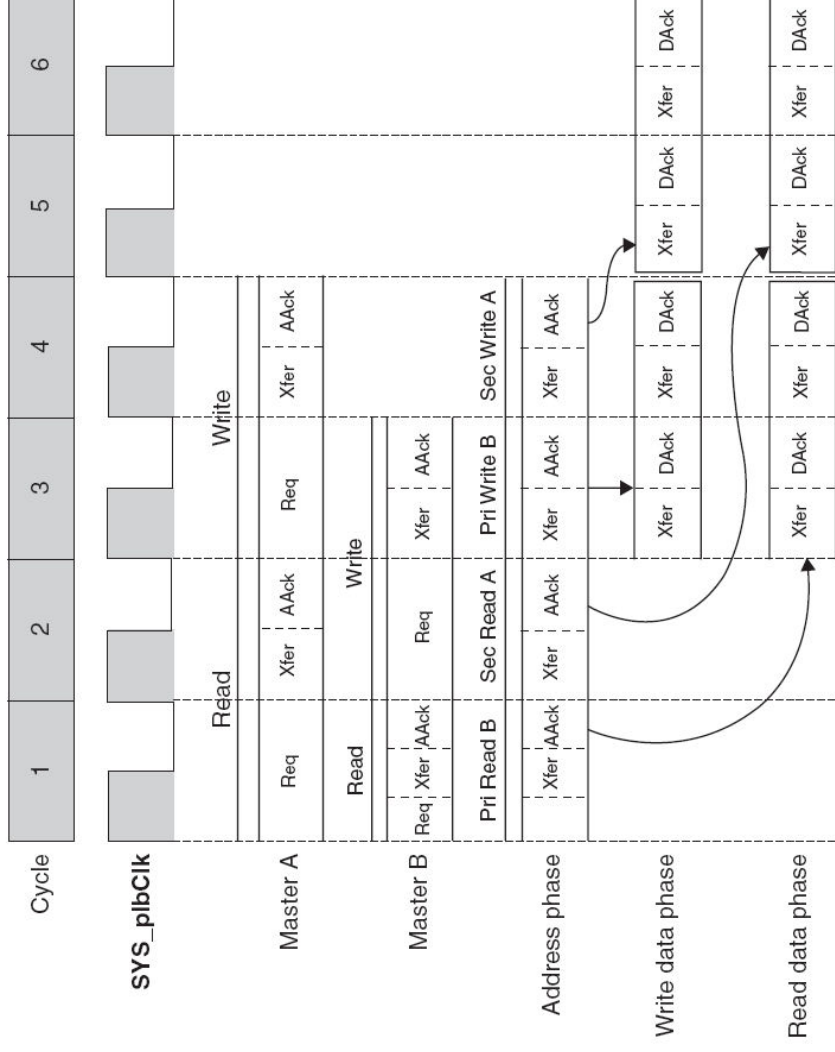 Cycle 1 2 3 4 5 6
SYS_plbClk
Read Write
Master A Req Xfer AAck Req Xfer AAck
Read Write
Master B Req Xfer AAck Req Xfer AAck
Pri Read B Sec Read A Pri Write B Sec Write A
Address phase Xfer AAck Xfer AAck Xfer AAck Xfer AAck
Write data phase Xfer DAck Xfer DAck Xfer DAck Xfer DAck
Read data phase Xfer DAck Xfer DAck Xfer DAck Xfer DAck